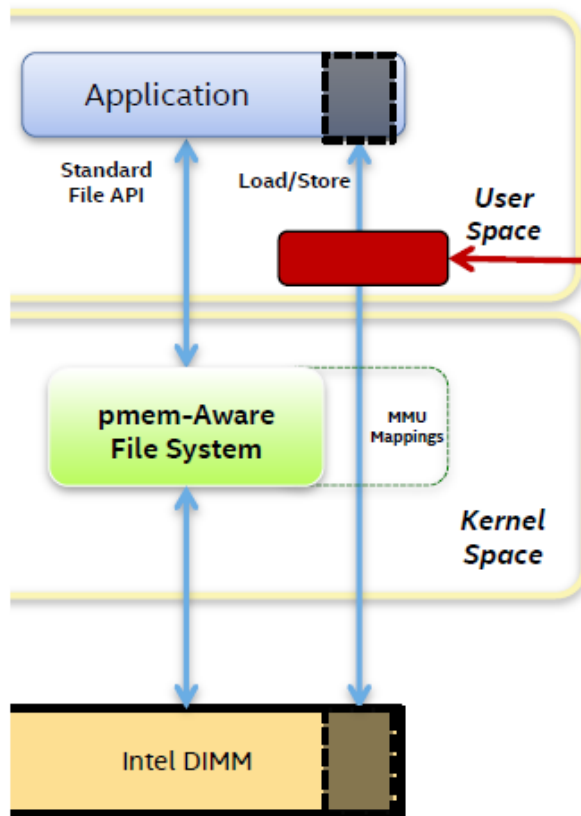 Application
Standard
File API
Load/Store
User
Space
pmem-Aware
File System
MMU
Mappings
Kernel
Space
Intel DIMM